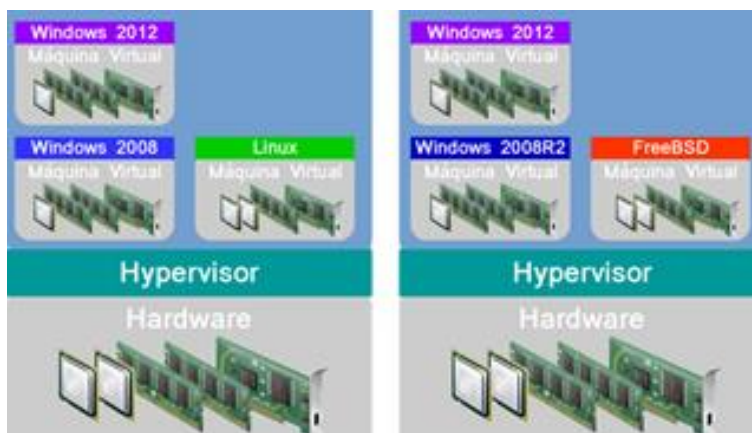 Windows 2012
Máquina Virtual
Windows 2008
Máquina Virtual
Linux
Máquina Virtual
Hypervisor
Hardware
Windows 2012
Máquina Virtual
Windows 2008R2
Máquina Virtual
FreeBSD
Máquina Virtual
Hypervisor
Hardware